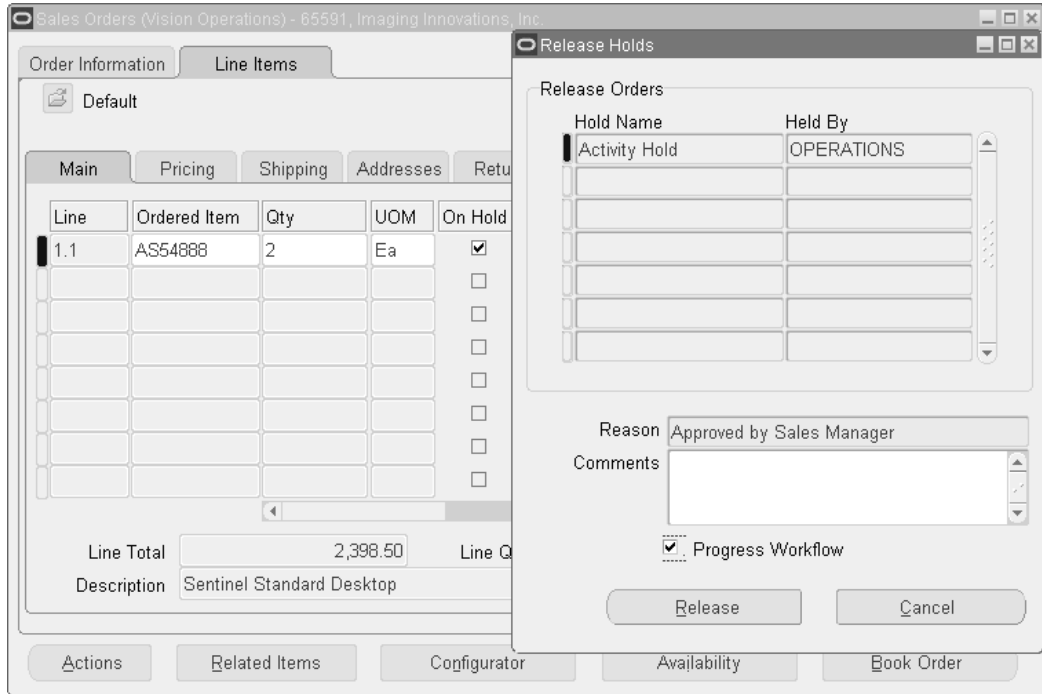 Sales Orders (Vision Operations) - 65591, Imaging Innovations, Inc.
Release Holds
Order Information
Line Items
Default
Main
Pricing
Shipping
Addresses
Retu
Line
Ordered Item
Qty
UOM
On Hold
1.1
AS54888
2
Ea
Line Total
2,398.50
Line Q
Description
Sentinel Standard Desktop
Release Orders
Hold Name
Held By
Activity Hold
OPERATIONS
Reason
Approved by Sales Manager
Comments
Progress Workflow
Release
Cancel
Actions
Related Items
Configurator
Availability
Book Order